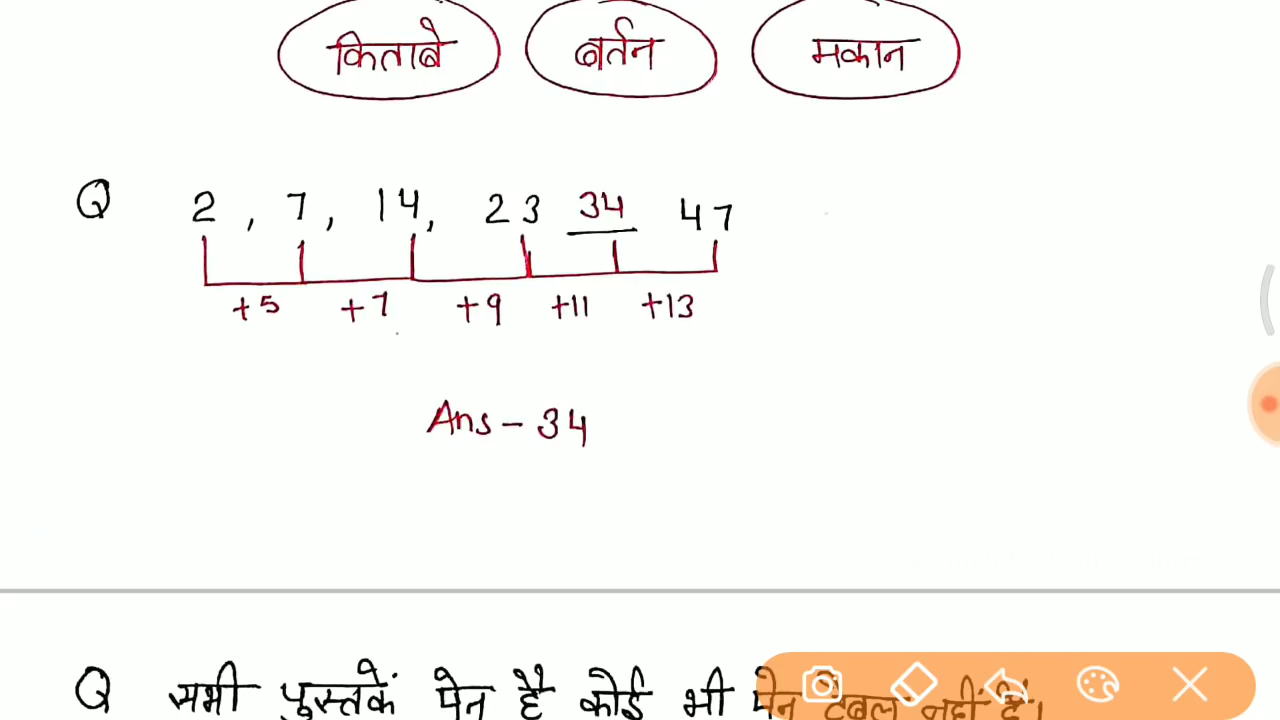 किताबे बर्तन मकान
Q 2 , 7, 14, 23 34 47
+5 +7 +9 +11 +13
Ans - 34
Q सभी पुस्तकें पेन है कोई भी पेन टेबल नहीं है।